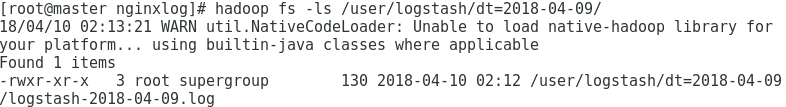 [root@master nginxlog]# hadoop fs -ls /user/logstash/dt=2018-04-09/
18/04/10 02:13:21 WARN util.NativeCodeLoader: Unable to load native-hadoop library for
your platform... using builtin-java classes where applicable
Found 1 items
-rwxr-xr-x   3 root supergroup        130 2018-04-10 02:12 /user/logstash/dt=2018-04-09
/logstash-2018-04-09.log